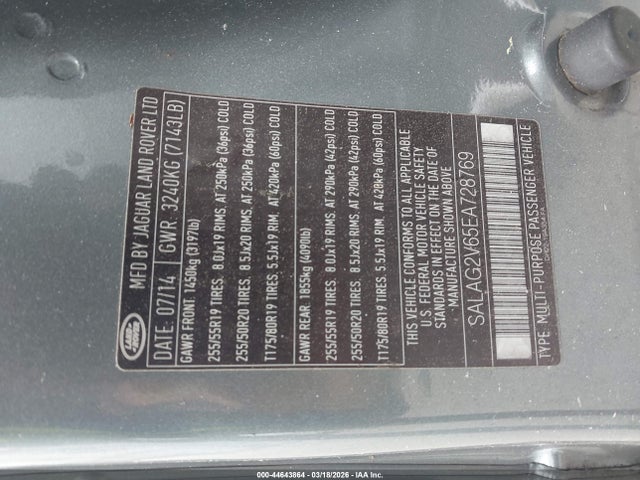 LAND ROVER
MFD BY JAGUAR LAND ROVER LTD
DATE: 07/14 GWR 3240KG (7143LB)
GAWR FRONT: 1450kg (3197lb)
255/55R19 TIRES. 8.0Jx19 RIMS. AT 250kPa (36psi) COLD
255/50R20 TIRES. 8.5Jx20 RIMS. AT 250kPa (36psi) COLD
T175/80R19 TIRES. 5.5Jx19 RIM. AT 420kPa (60psi) COLD
GAWR REAR. 1855kg (4090lb)
255/55R19 TIRES. 8.0Jx19 RIMS. AT 290kPa (42psi) COLD
255/50R20 TIRES. 8.5Jx20 RIMS. AT 290kPa (42psi) COLD
T175/80R19 TIRES. 5.5Jx19 RIM. AT 420kPa (60psi) COLD
THIS VEHICLE CONFORMS TO ALL APPLICABLE
U.S. FEDERAL MOTOR VEHICLE SAFETY
STANDARDS IN EFFECT ON THE DATE OF
MANUFACTURE SHOWN ABOVE.
SALAG2V65EA728769
TYPE: MULTI-PURPOSE PASSENGER VEHICLE
000-44643864 | 03/18/2026 - IAA Inc.